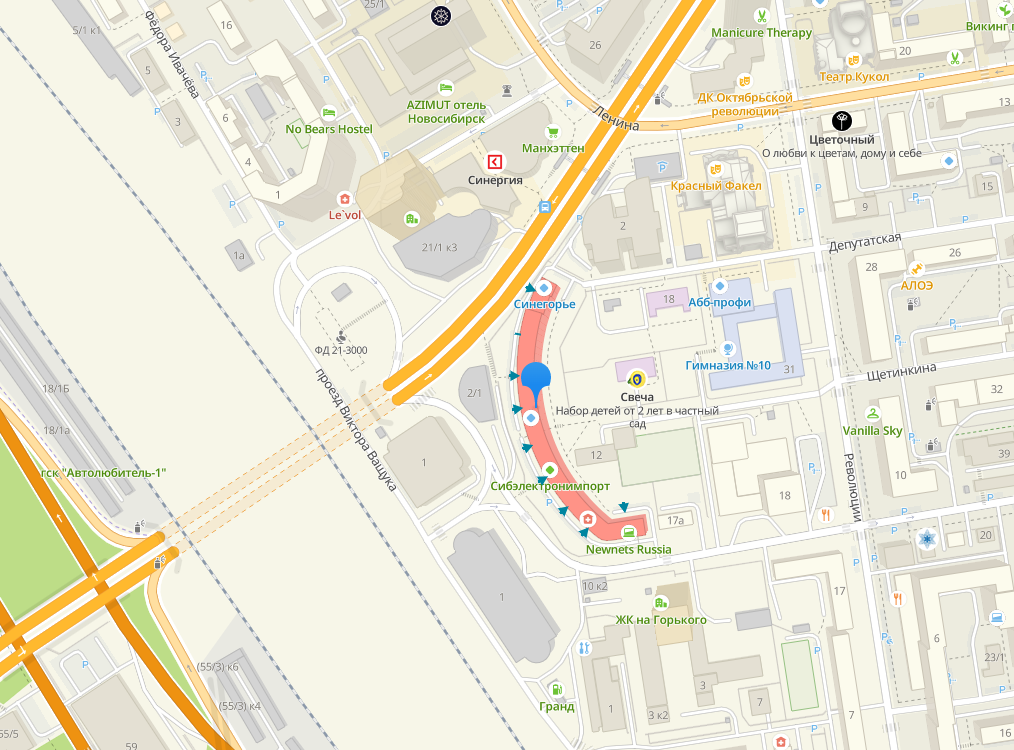 5/1 к1
Фёдора Ивачёва
16
25/1
26
Manicure Therapy
Викинг
20
Театр.Кукол
5
3
6
AZIMUT отель
Новосибирск
No Bears Hostel
Ленина
ДК.Октябрьской
революции
13
Цветочный
О любви к цветам, дому и себе
Манхэттен
4
1
Синергия
Красный Факел
15
Le`vol
9
2
21/1 к3
1а
Депутатская
28
26
АЛОЭ
Синегорье
18
Абб-профи
ФД 21-3000
Гимназия №10
Щетинкина
18/1Б
проезд Виктора Ващука
2/1
Свеча
Набор детей от 2 лет в частный
сад
32
18/1а
Vanilla Sky
гск "Автолюбитель-1"
1
12
39
10
Революции
Сибэлектронимпорт
18
17а
20
Newnets Russia
10 к2
1
ЖК на Горького
17
6
(55/3) к6
23/1
3
(55/3) к4
Гранд
1
3 к2
7
7
55/5
59
16